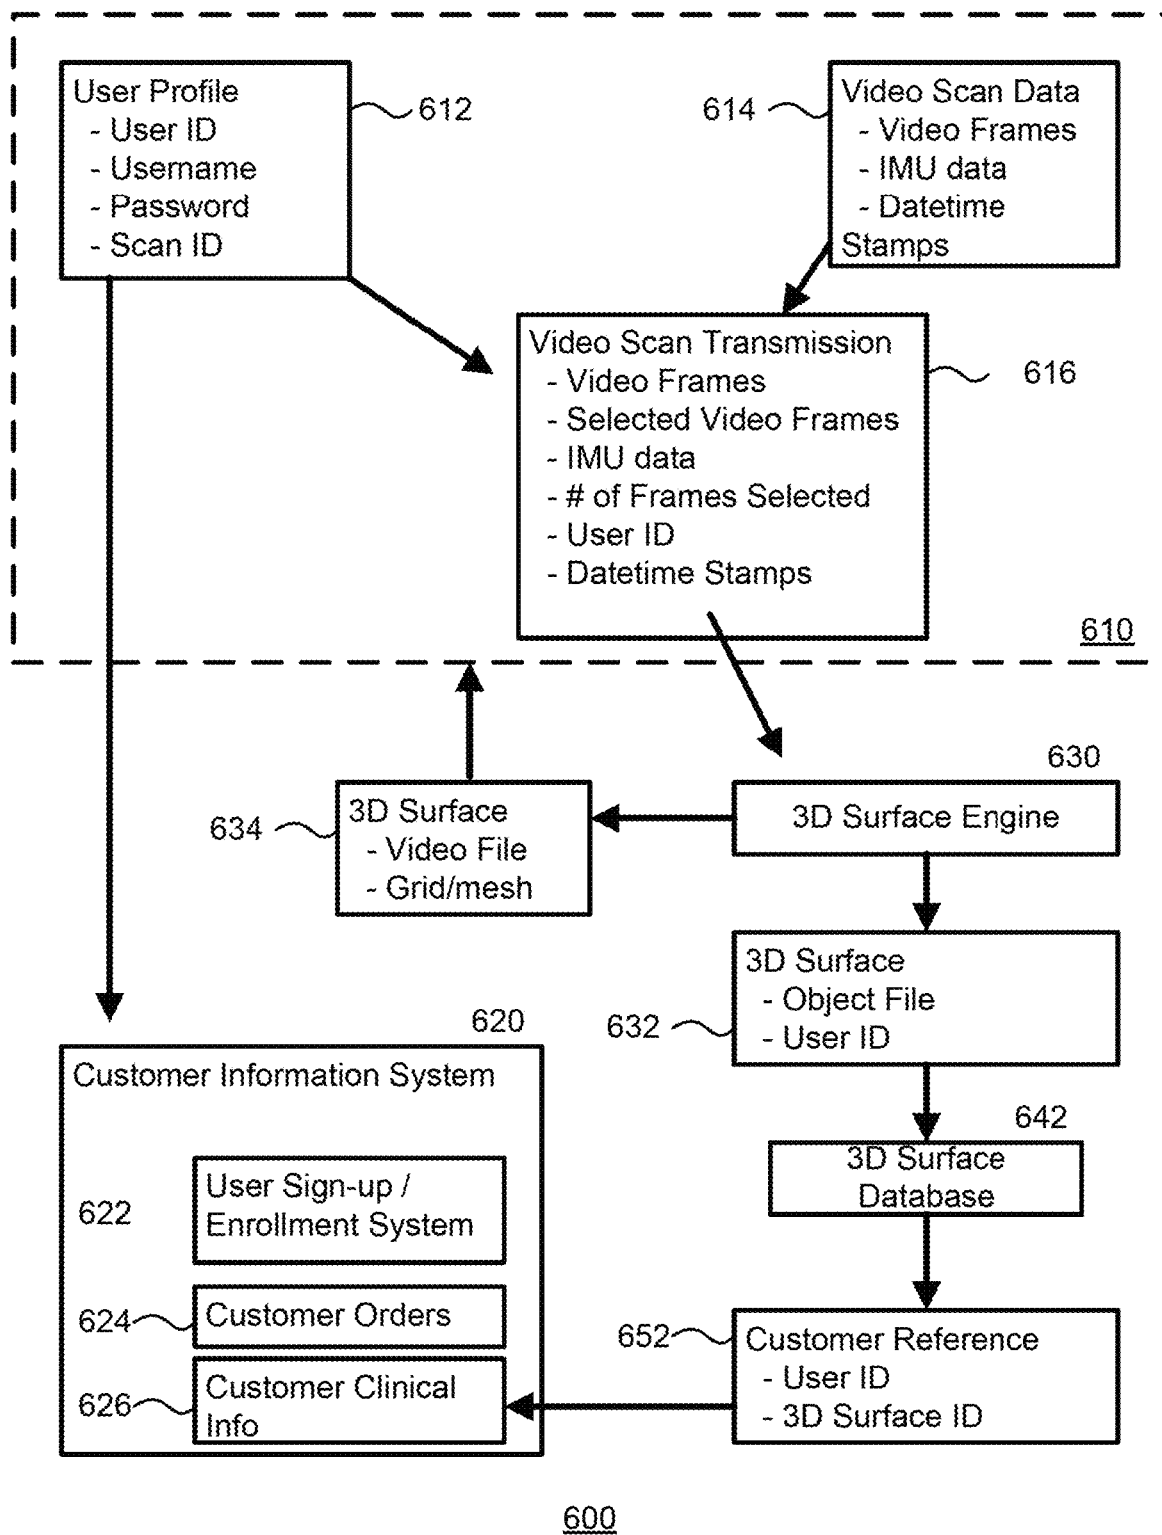 User Profile
- User ID
- Username
- Password
- Scan ID
612
614
Video Scan Data
- Video Frames
- IMU data
- Datetime
Stamps
Video Scan Transmission
- Video Frames
- Selected Video Frames
- IMU data
- # of Frames Selected
- User ID
- Datetime Stamps
616
610
630
3D Surface Engine
634
3D Surface
- Video File
- Grid/mesh
632
3D Surface
- Object File
- User ID
620
Customer Information System
642
3D Surface
Database
622
User Sign-up /
Enrollment System
624
Customer Orders
626
Customer Clinical
Info
652
Customer Reference
- User ID
- 3D Surface ID
600